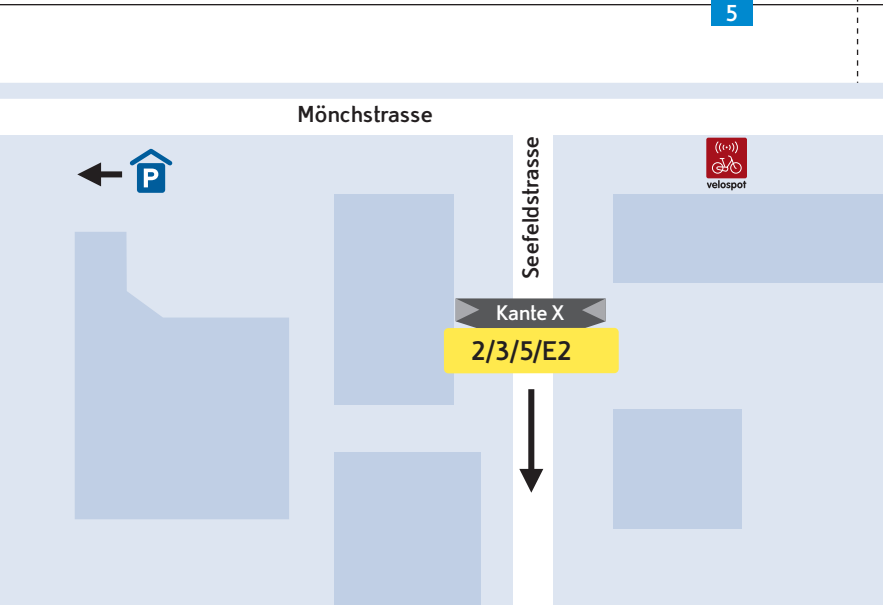 5
Mönchstrasse
Seefeldstrasse
P
velospot
Kante X
2/3/5/E2